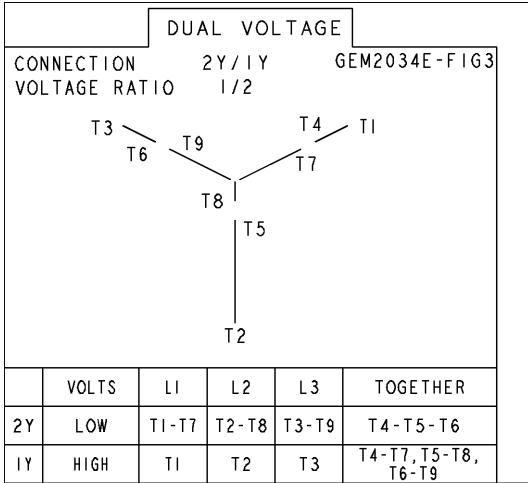 DUAL VOLTAGE
CONNECTION 2Y/1Y GEM2034E-FIG3
VOLTAGE RATIO 1/2
T3 T4 T1
T6 T9 T7
T8
T5
T2
VOLTS L1 L2 L3 TOGETHER
2Y LOW T1-T7 T2-T8 T3-T9 T4-T5-T6
1Y HIGH T1 T2 T3 T4-T7,T5-T8,
T6-T9